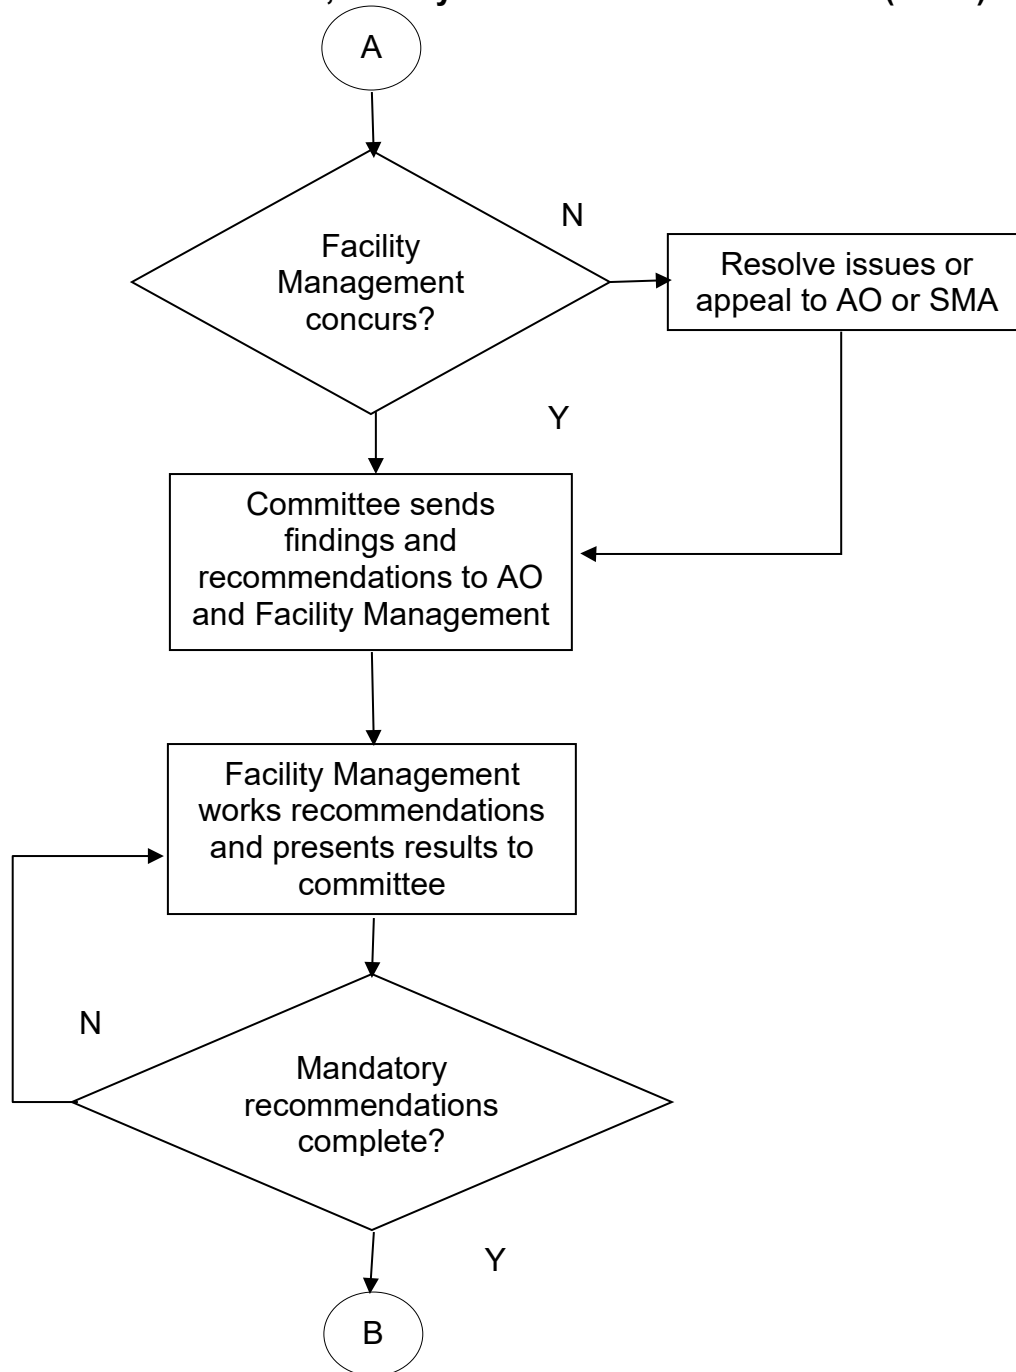 A
Facility
Management
concurs?
N
Resolve issues or
appeal to AO or SMA
Y
Committee sends
findings and
recommendations to AO
and Facility Management
Facility Management
works recommendations
and presents results to
committee
N
Mandatory
recommendations
complete?
Y
B